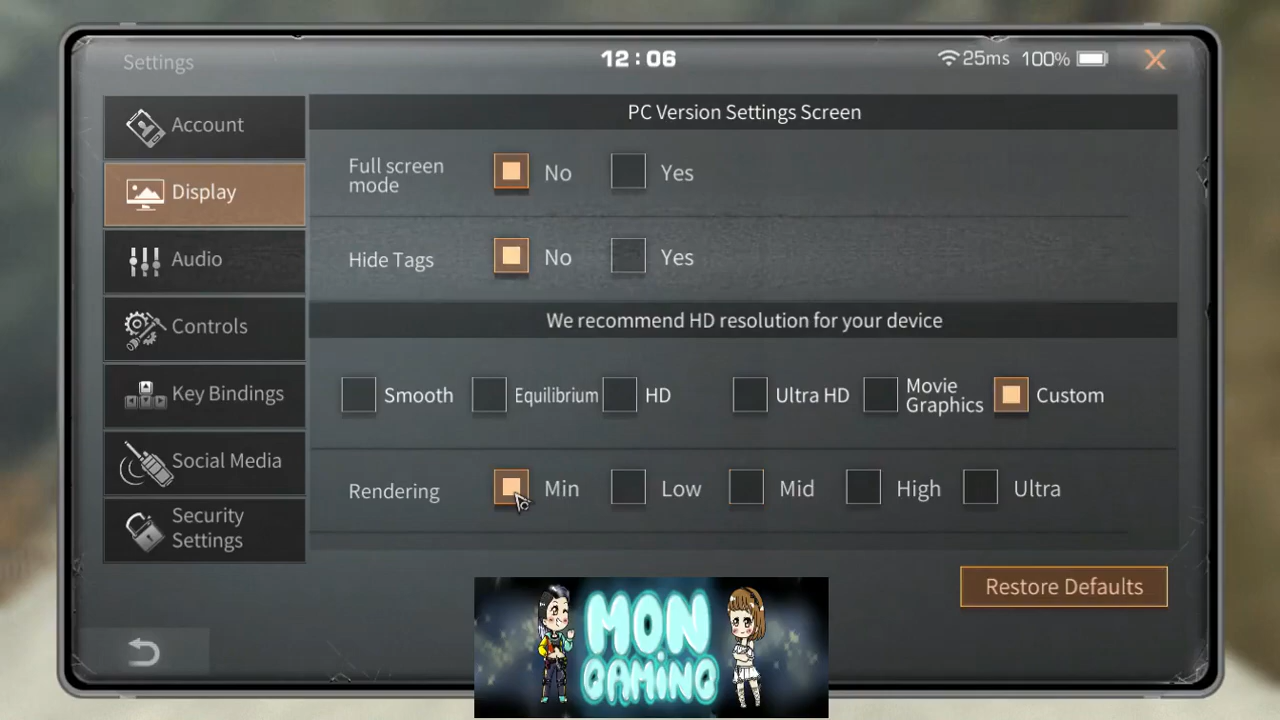 Settings
12:06
25ms 100%
Account
Display
Audio
Controls
Key Bindings
Social Media
Security
Settings
PC Version Settings Screen
Full screen
mode
No
Yes
Hide Tags
No
Yes
We recommend HD resolution for your device
Smooth
Equilibrium
HD
Ultra HD
Movie
Graphics
Custom
Rendering
Min
Low
Mid
High
Ultra
Restore Defaults
MON
GAMING